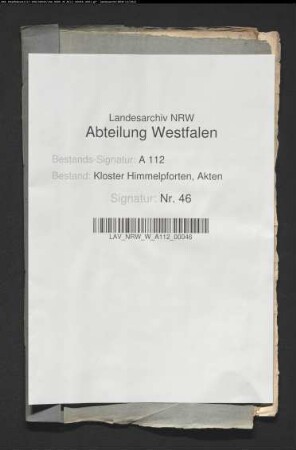 Landesarchiv NRW
Abteilung Westfalen
Bestands-Signatur: A 112
Bestand: Kloster Himmelpforten, Akten
Signatur: Nr. 46
LAV_NRW_W_A112_00046